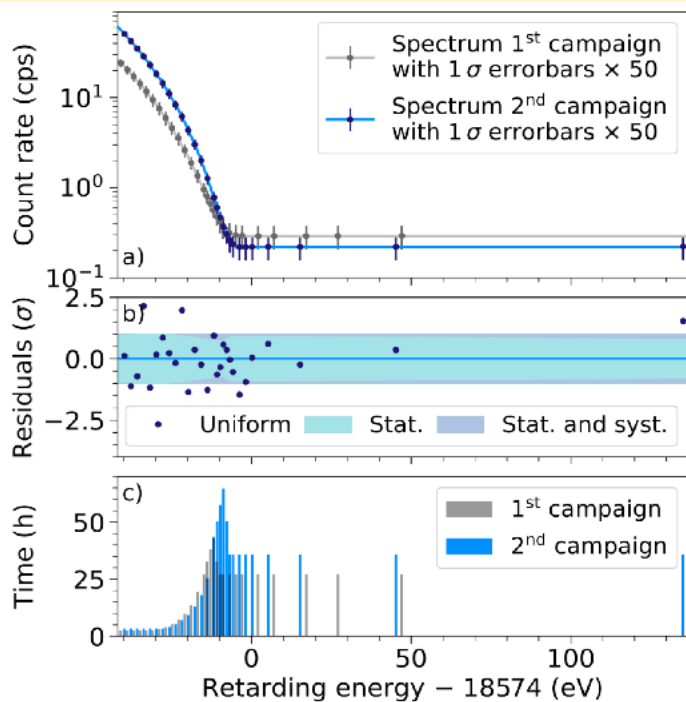 Spectrum 1st campaign
with 1 σ errorbars × 50
Spectrum 2nd campaign
with 1 σ errorbars × 50
Count rate (cps)
10¹
10⁰
10⁻¹
a)
b)
Residuals (σ)
2.5
0.0
−2.5
Uniform Stat. Stat. and syst.
c)
1st campaign
2nd campaign
Time (h)
50
25
0
0 50 100
Retarding energy − 18574 (eV)